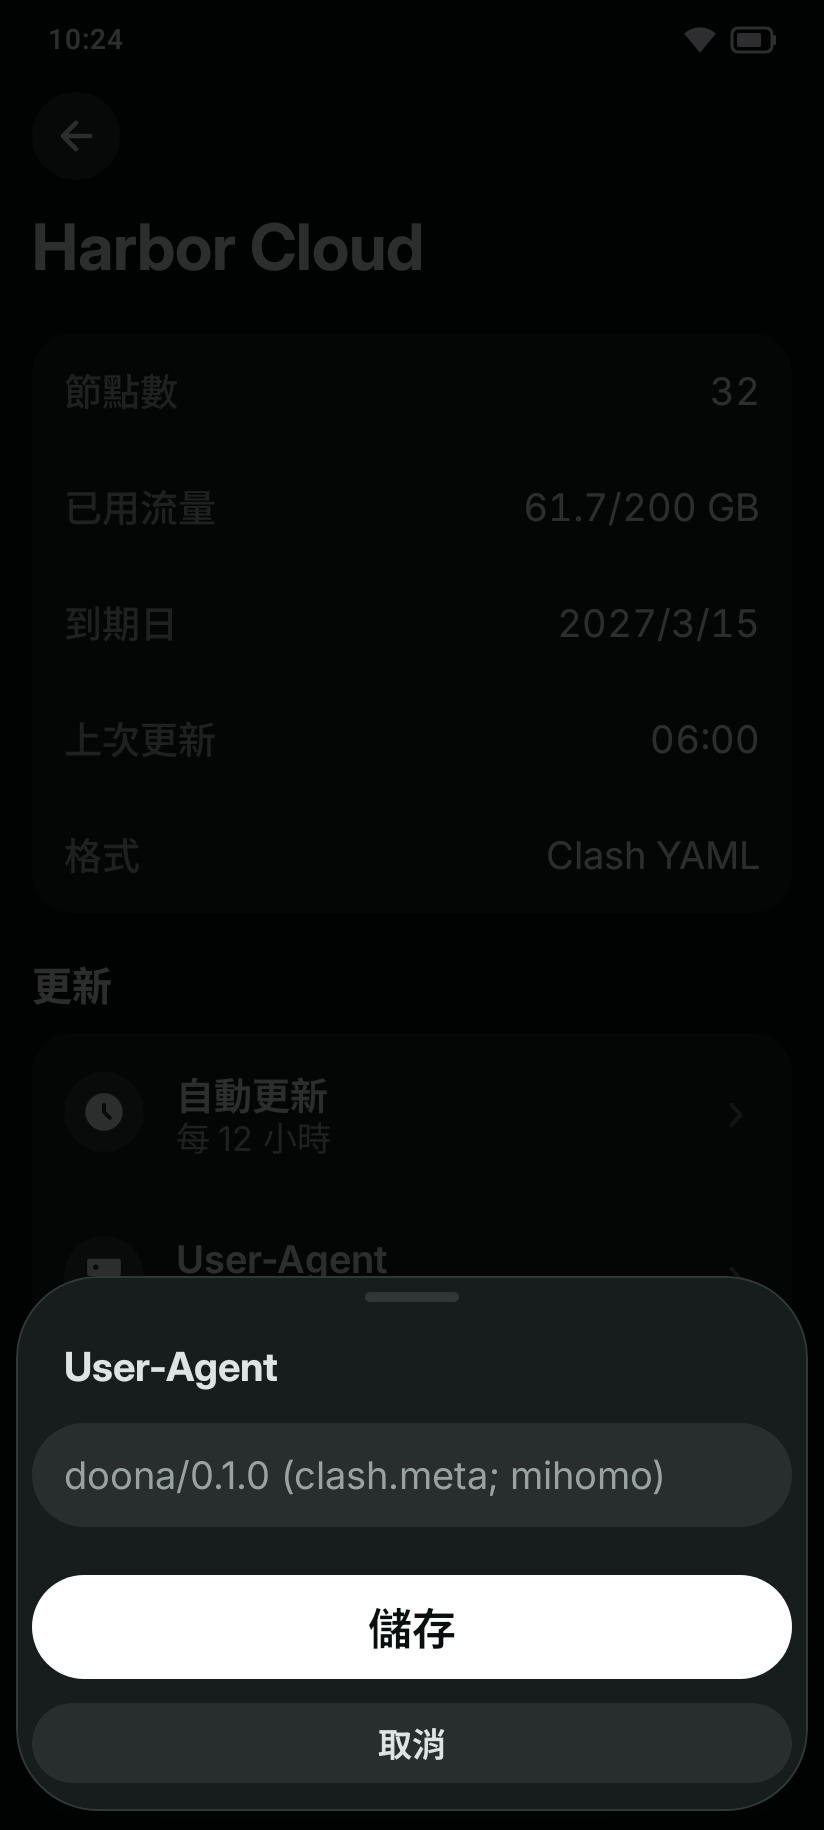 10:24
Harbor Cloud
節點數 32
已用流量 61.7/200 GB
到期日 2027/3/15
上次更新 06:00
格式 Clash YAML
更新
自動更新
每 12 小時
User-Agent
User-Agent
doona/0.1.0 (clash.meta; mihomo)
儲存
取消